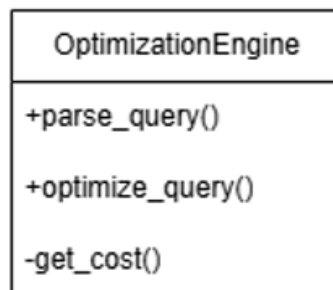 OptimizationEngine
+parse_query()
+optimize_query()
-get_cost()